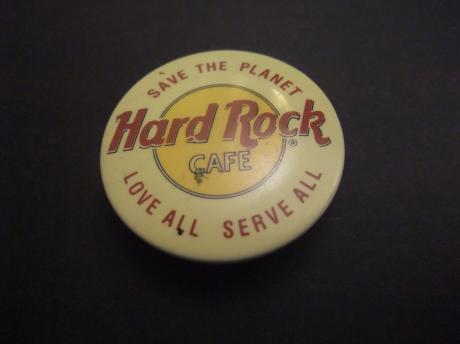 SAVE THE PLANET
Hard Rock ®
CAFE
LOVE ALL SERVE ALL